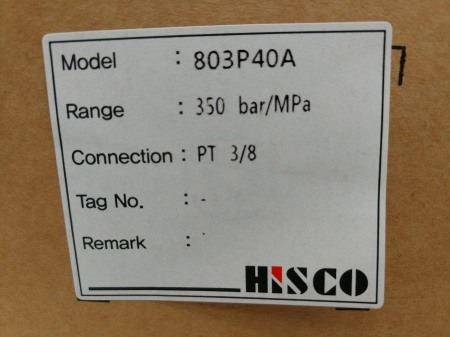 Model : 803P40A
Range : 350 bar/MPa
Connection : PT 3/8
Tag No. : -
Remark :
HISCO